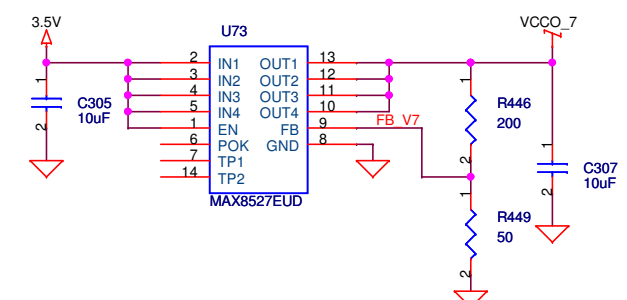 3.5V
U73
VCCO_7
2 IN1 OUT1 13
3 IN2 OUT2 12
4 IN3 OUT3 11
5 IN4 OUT4 10
1 EN FB 9 FB_V7
6 POK GND 8
7 TP1
14 TP2
MAX8527EUD
1
C305
10uF
2
1
R446
200
2
1
C307
10uF
2
1
R449
50
2